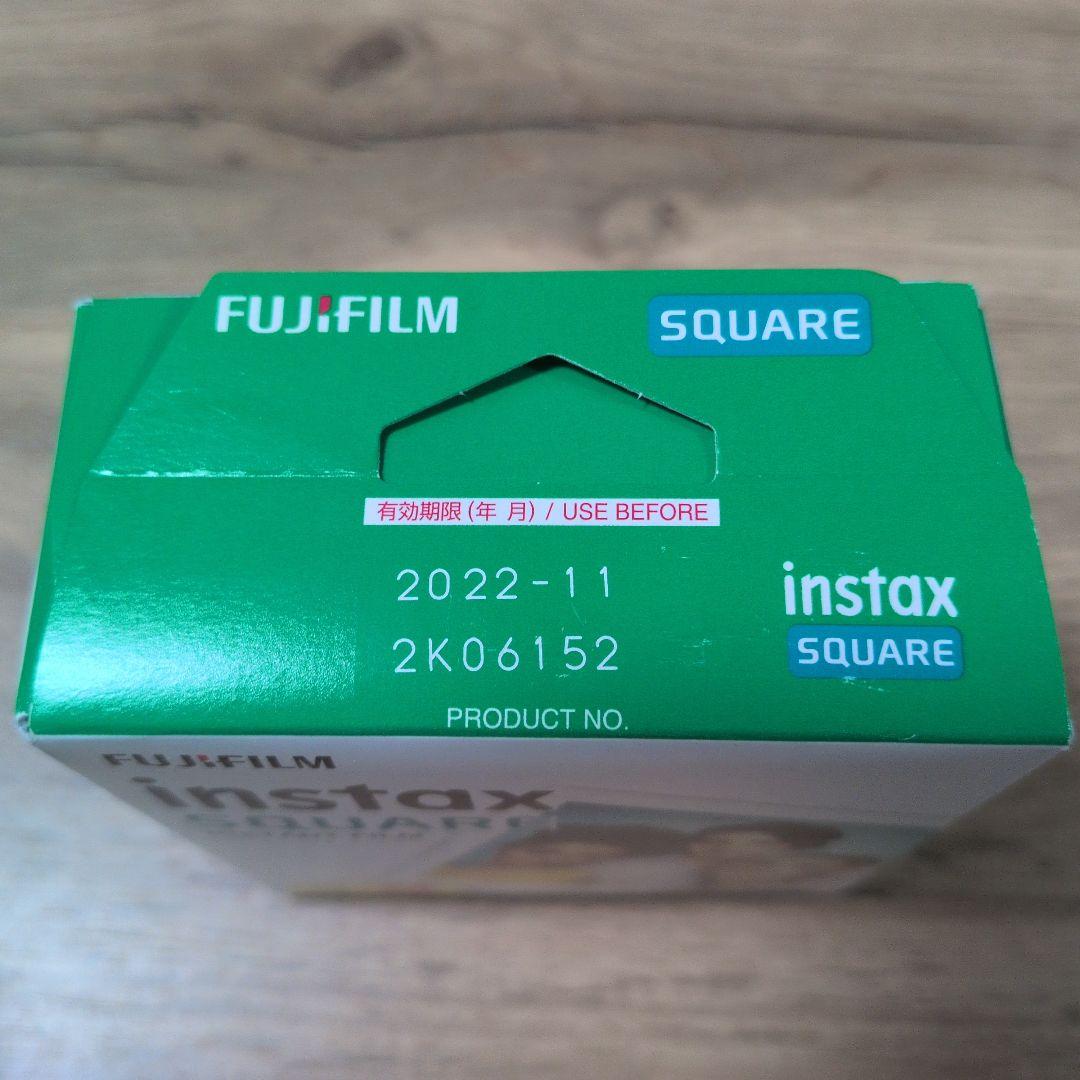 FUJIFILM
SQUARE
有効期限(年 月) / USE BEFORE
2022-11
2K06152
instax
SQUARE
PRODUCT NO.
FUJIFILM
instax
SQUARE